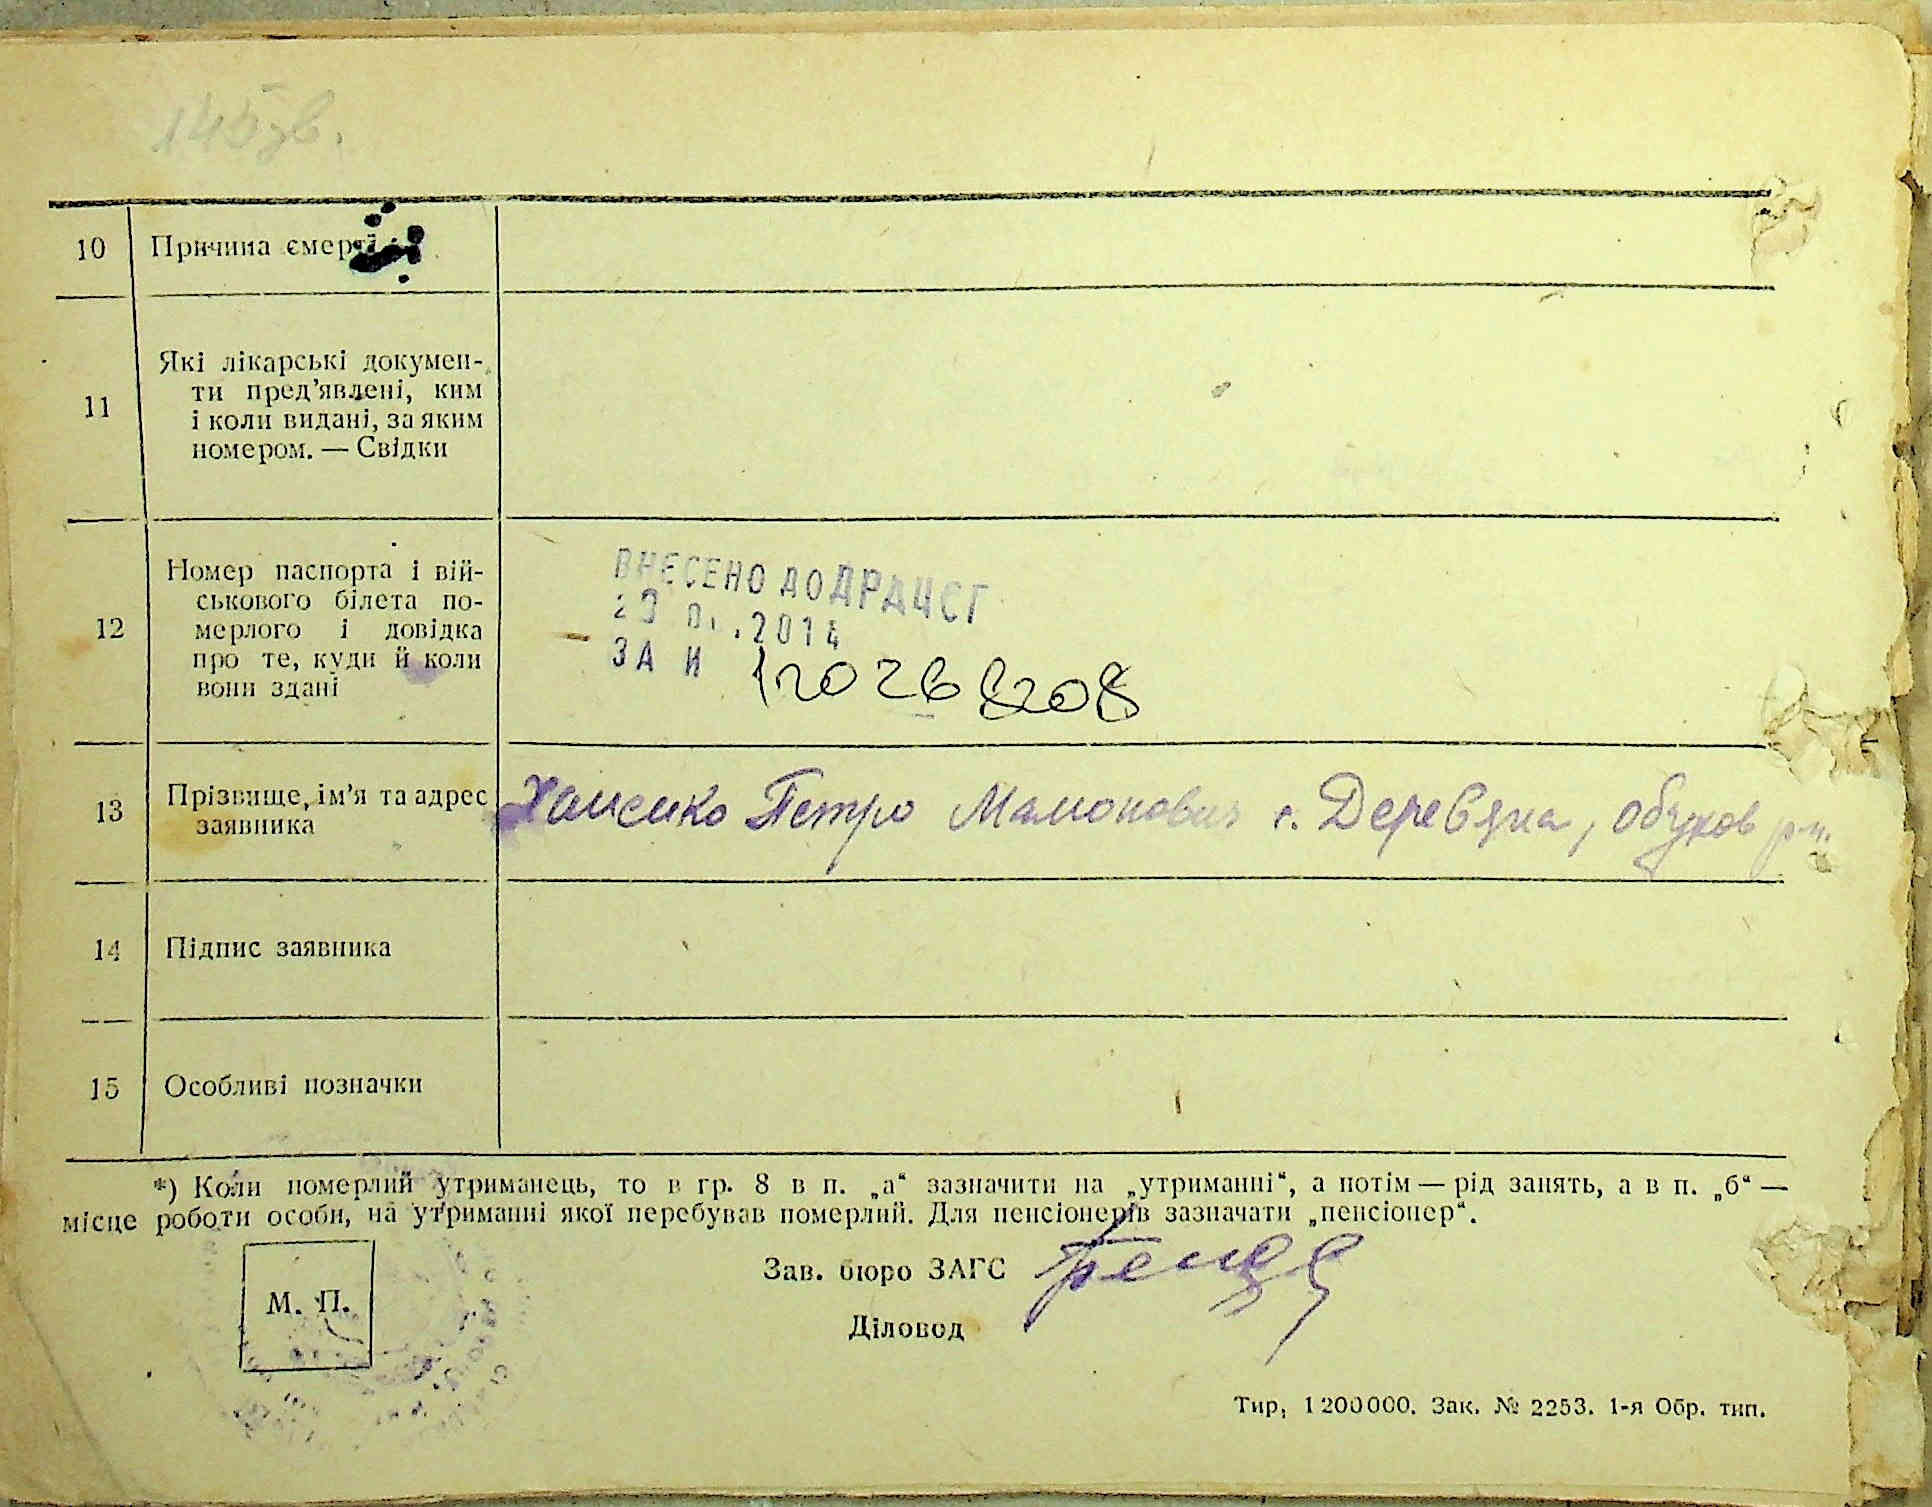 145зв.
10 Причина смерті
11 Які лікарські докумен-
ти пред’явлені, ким
і коли видані, за яким
номером. — Свідки
12 Номер паспорта і вій-
ськового білета по-
мерлого і довідка
про те, куди й коли
вони здані
ВНЕСЕНО ДО ДРАЦСГ
2014
ЗА И 120268208
13 Прізвище, ім’я та адрес
заявника
Петро Мамонович с. Деревяна, Обухов р-н.
14 Підпис заявника
15 Особливі позначки
*) Коли померлий утриманець, то в гр. 8 в п. „а“ зазначити на „утриманні“, а потім — рід занять, а в п. „б“ —
місце роботи особи, на утриманні якої перебував померлий. Для пенсіонерів зазначати „пенсіонер“.
Зав. бюро ЗАГС
М. П.
Діловод
Тир, 1 200 000. Зак. № 2253. 1-я Обр. тип.